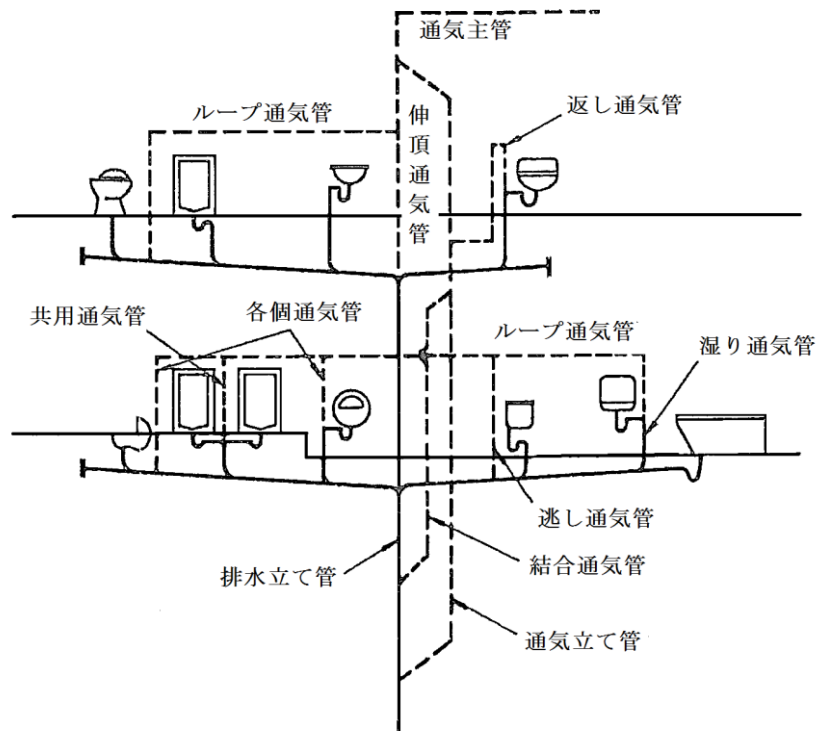 通気主管
ループ通気管
伸頂通気管
返し通気管
共用通気管
各個通気管
ループ通気管
湿り通気管
逃し通気管
排水立て管
結合通気管
通気立て管